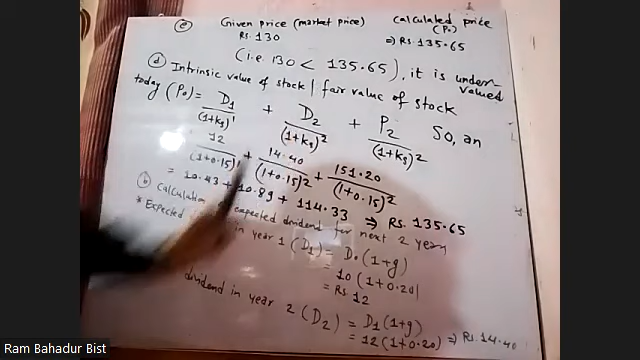 (e) Given price (market price) Calculated price
(P₀)
Rs. 130 ⇒ Rs. 135.65
(i.e. 130 < 135.65), it is under
valued
(d) Intrinsic value of stock | fair value of stock
today (P₀) = D₁/(1+ks)¹ + D₂/(1+ks)² + P₂/(1+ks)² So, an
12/(1+0.15) + 14.40/(1+0.15)² + 151.20/(1+0.15)²
= 10.43 + 10.89 + 114.33 ⇒ Rs. 135.65
(b) Calculation expected dividend for next 2 years
* Expected in year 1 (D₁) = D₀(1+g)
= 10(1+0.20)
= Rs. 12
dividend in year 2 (D₂) = D₁(1+g)
= 12(1+0.20) ⇒ Rs. 14.40
Ram Bahadur Bist